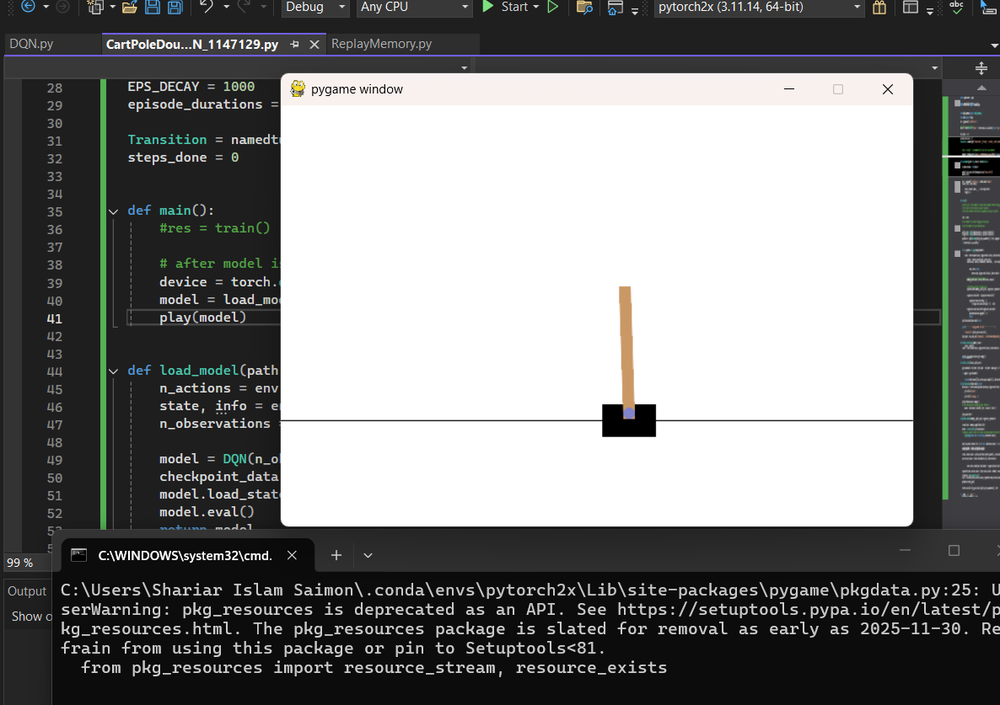 Debug
Any CPU
Start
pytorch2x (3.11.14, 64-bit)
abc
DQN.py
CartPoleDou...N_1147129.py
ReplayMemory.py
28 EPS_DECAY = 1000
29 episode_durations =
30
31 Transition = namedtu
32 steps_done = 0
33
34
35 def main():
36 #res = train()
37
38 # after model is
39 device = torch.
40 model = load_mod
41 play(model)
42
43
44 def load_model(path
45 n_actions = env
46 state, info = en
47 n_observations =
48
49 model = DQN(n_ob
50 checkpoint_data
51 model.load_state
52 model.eval()
53 return model
pygame window
99 %
Output
Show o
C:\WINDOWS\system32\cmd.
C:\Users\Shariar Islam Saimon\.conda\envs\pytorch2x\Lib\site-packages\pygame\pkgdata.py:25: U
serWarning: pkg_resources is deprecated as an API. See https://setuptools.pypa.io/en/latest/p
kg_resources.html. The pkg_resources package is slated for removal as early as 2025-11-30. Re
frain from using this package or pin to Setuptools<81.
from pkg_resources import resource_stream, resource_exists